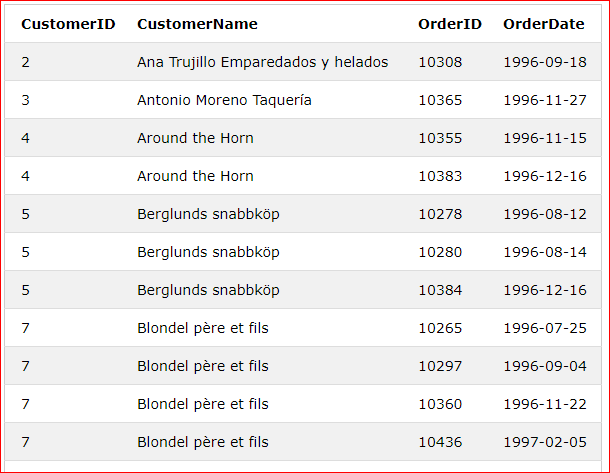 CustomerID CustomerName OrderID OrderDate
2 Ana Trujillo Emparedados y helados 10308 1996-09-18
3 Antonio Moreno Taquería 10365 1996-11-27
4 Around the Horn 10355 1996-11-15
4 Around the Horn 10383 1996-12-16
5 Berglunds snabbköp 10278 1996-08-12
5 Berglunds snabbköp 10280 1996-08-14
5 Berglunds snabbköp 10384 1996-12-16
7 Blondel père et fils 10265 1996-07-25
7 Blondel père et fils 10297 1996-09-04
7 Blondel père et fils 10360 1996-11-22
7 Blondel père et fils 10436 1997-02-05